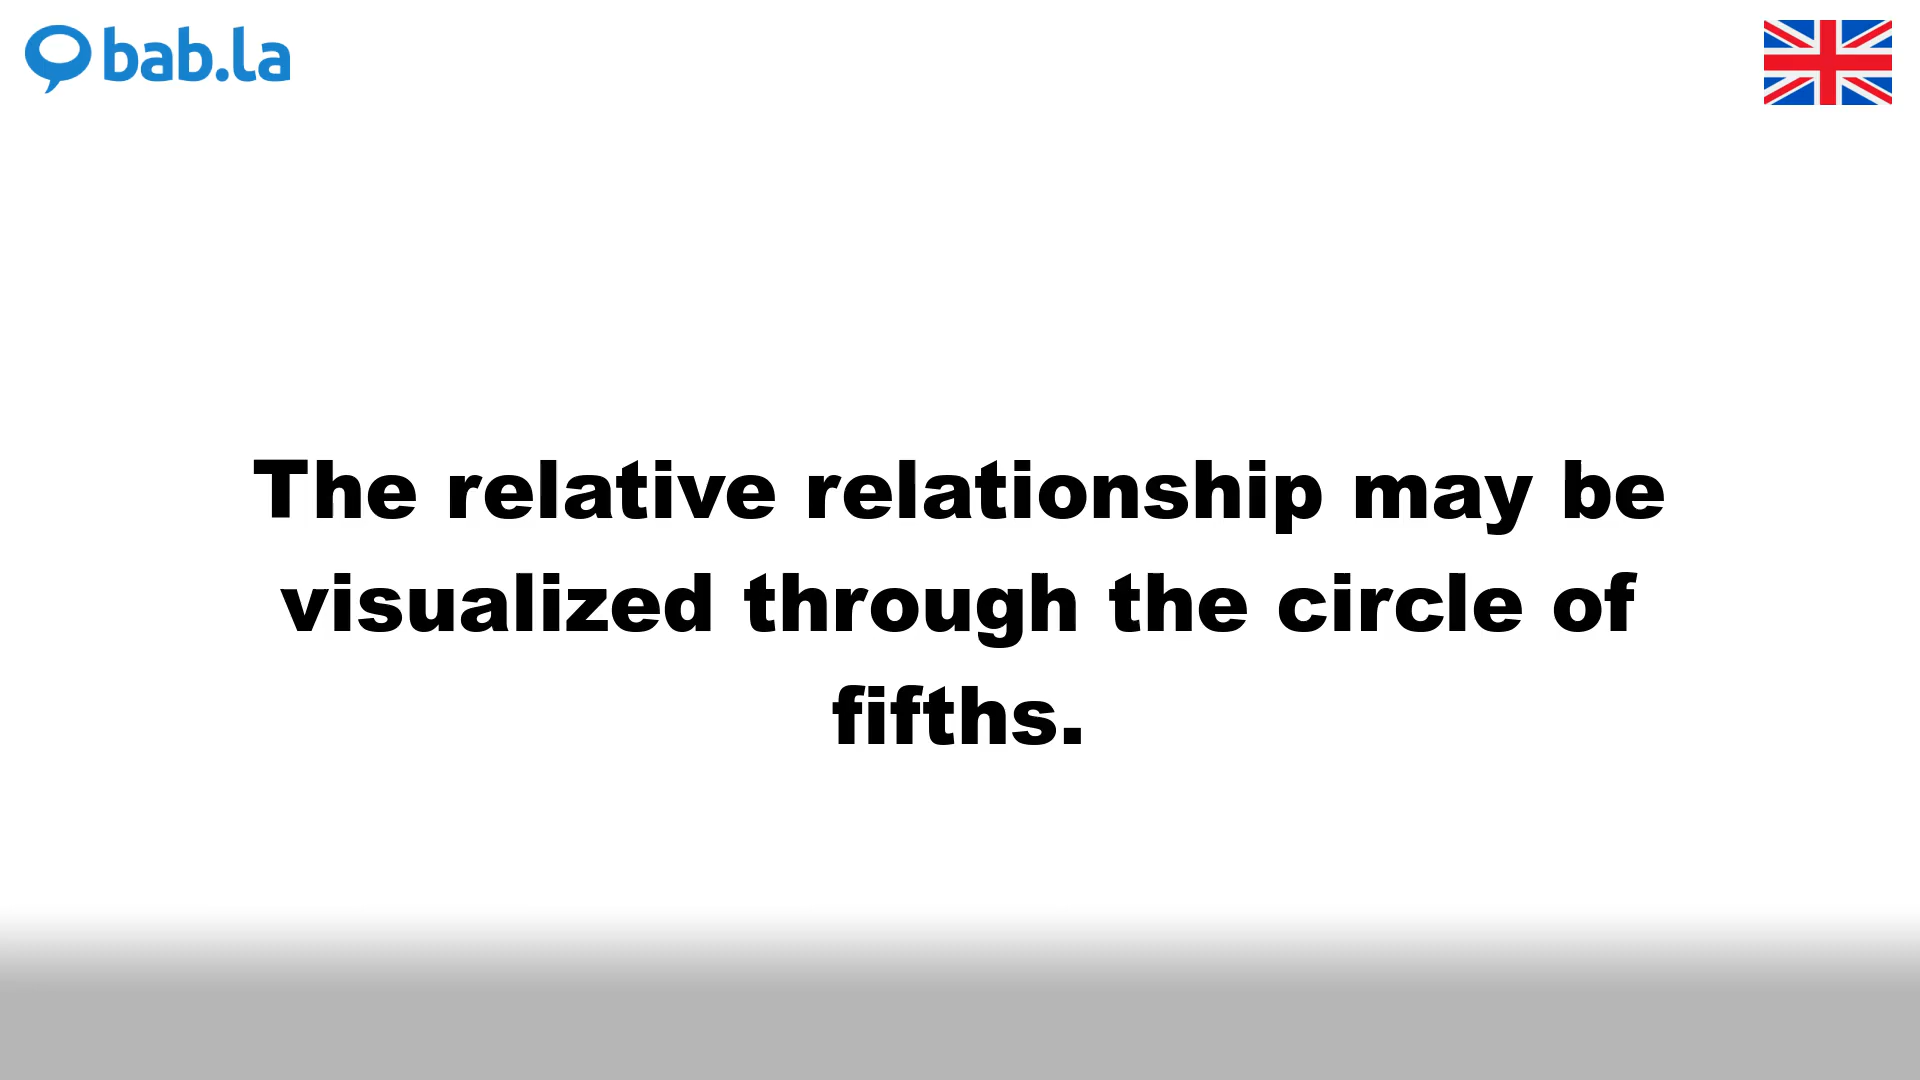 bab.la
The relative relationship may be
visualized through the circle of
fifths.